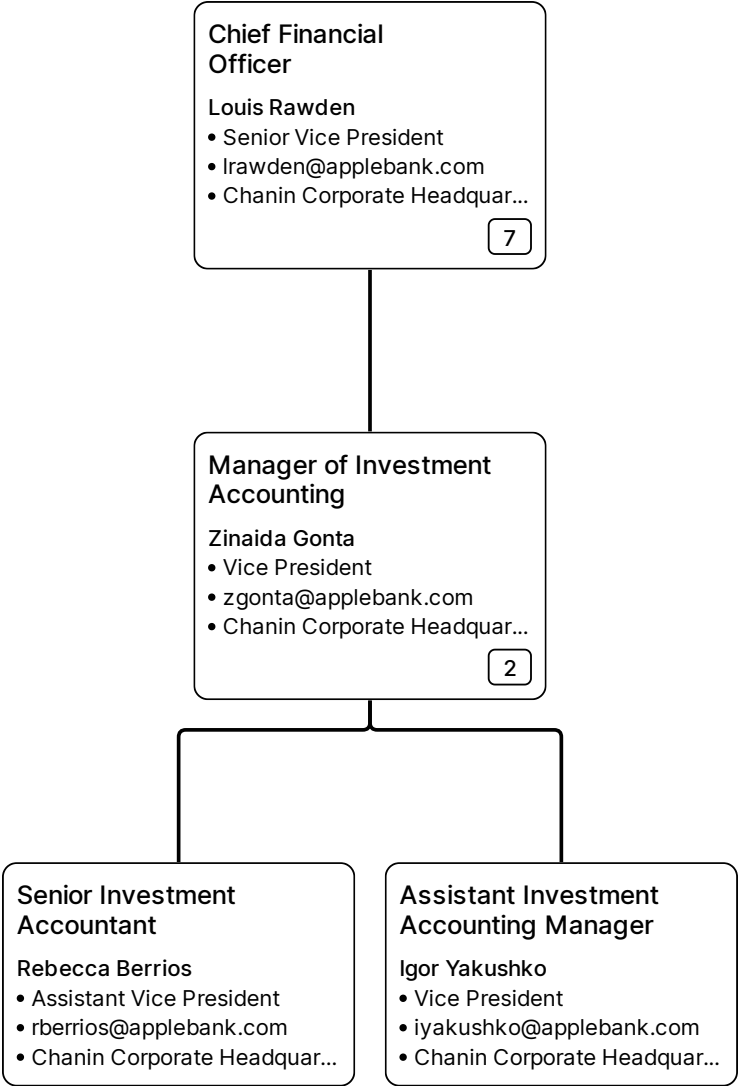 Chief Financial
Officer
Louis Rawden
• Senior Vice President
• lrawden@applebank.com
• Chanin Corporate Headquar...
7
Manager of Investment
Accounting
Zinaida Gonta
• Vice President
• zgonta@applebank.com
• Chanin Corporate Headquar...
2
Senior Investment
Accountant
Rebecca Berrios
• Assistant Vice President
• rberrios@applebank.com
• Chanin Corporate Headquar...
Assistant Investment
Accounting Manager
Igor Yakushko
• Vice President
• iyakushko@applebank.com
• Chanin Corporate Headquar...